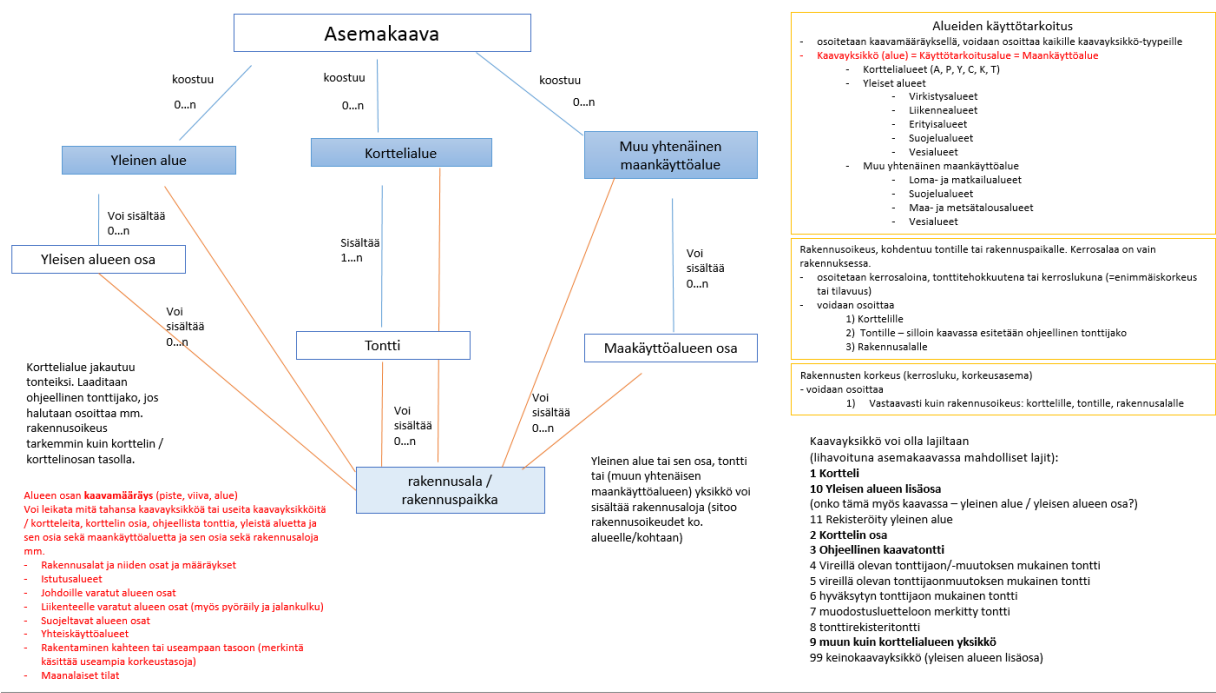 Asemakaava
koostuu
0...n
koostuu
0...n
koostuu
0...n
Yleinen alue
Korttelialue
Muu yhtenäinen
maankäyttöalue
Voi sisältää
0...n
Sisältää
1...n
Voi
sisältää
0...n
Yleisen alueen osa
Voi
sisältää
0...n
Tontti
Maakäyttöalueen osa
Korttelialue jakautuu
tonteiksi. Laaditaan
ohjeellinen tonttijako, jos
halutaan osoittaa mm.
rakennusoikeus
tarkemmin kuin korttelin /
korttelinosan tasolla.
Voi
sisältää
0...n
Voi
sisältää
0...n
rakennusala /
rakennuspaikka
Yleinen alue tai sen osa, tontti
tai (muun yhtenäisen
maankäyttöalueen) yksikkö voi
sisältää rakennusaloja (sitoo
rakennusoikeudet ko.
alueelle/kohtaan)
Alueen osan kaavamääräys (piste, viiva, alue)
Voi leikata mitä tahansa kaavayksikköä tai useita kaavayksiköitä
/ kortteleita, korttelin osia, ohjeellista tonttia, yleistä aluetta ja
sen osia sekä maankäyttöaluetta ja sen osia sekä rakennusaloja
mm.
- Rakennusalat ja niiden osat ja määräykset
- Istutusalueet
- Johdoille varatut alueen osat
- Liikenteelle varatut alueen osat (myös pyöräily ja jalankulku)
- Suojeltavat alueen osat
- Yhteiskäyttöalueet
- Rakentaminen kahteen tai useampaan tasoon (merkintä
käsittää useampia korkeustasoja)
- Maanalaiset tilat
Alueiden käyttötarkoitus
- osoitetaan kaavamääräyksellä, voidaan osoittaa kaikille kaavayksikkö-tyypeille
- Kaavayksikkö (alue) = Käyttötarkoitusalue = Maankäyttöalue
- Korttelialueet (A, P, Y, C, K, T)
- Yleiset alueet
- Virkistysalueet
- Liikennealueet
- Erityisalueet
- Suojelualueet
- Vesialueet
- Muu yhtenäinen maankäyttöalue
- Loma- ja matkailualueet
- Suojelualueet
- Maa- ja metsätalousalueet
- Vesialueet
Rakennusoikeus, kohdentuu tontille tai rakennuspaikalle. Kerrosalaa on vain
rakennuksessa.
- osoitetaan kerrosaloina, tonttitehokkuutena tai kerroslukuna (=enimmäiskorkeus
tai tilavuus)
- voidaan osoittaa
1) Korttelille
2) Tontille – silloin kaavassa esitetään ohjeellinen tonttijako
3) Rakennusalalle
Rakennusten korkeus (kerrosluku, korkeusasema)
- voidaan osoittaa
1) Vastaavasti kuin rakennusoikeus: korttelille, tontille, rakennusalalle
Kaavayksikkö voi olla lajiltaan
(lihavoituna asemakaavassa mahdolliset lajit):
1 Kortteli
10 Yleisen alueen lisäosa
(onko tämä myös kaavassa – yleinen alue / yleisen alueen osa?)
11 Rekisteröity yleinen alue
2 Korttelin osa
3 Ohjeellinen kaavatontti
4 Vireillä olevan tonttijaon/-muutoksen mukainen tontti
5 vireillä olevan tonttijaonmuutoksen mukainen tontti
6 hyväksytyn tonttijaon mukainen tontti
7 muodostusluetteloon merkitty tontti
8 tonttirekisteritontti
9 muun kuin korttelialueen yksikkö
99 keinokaavayksikkö (yleisen alueen lisäosa)